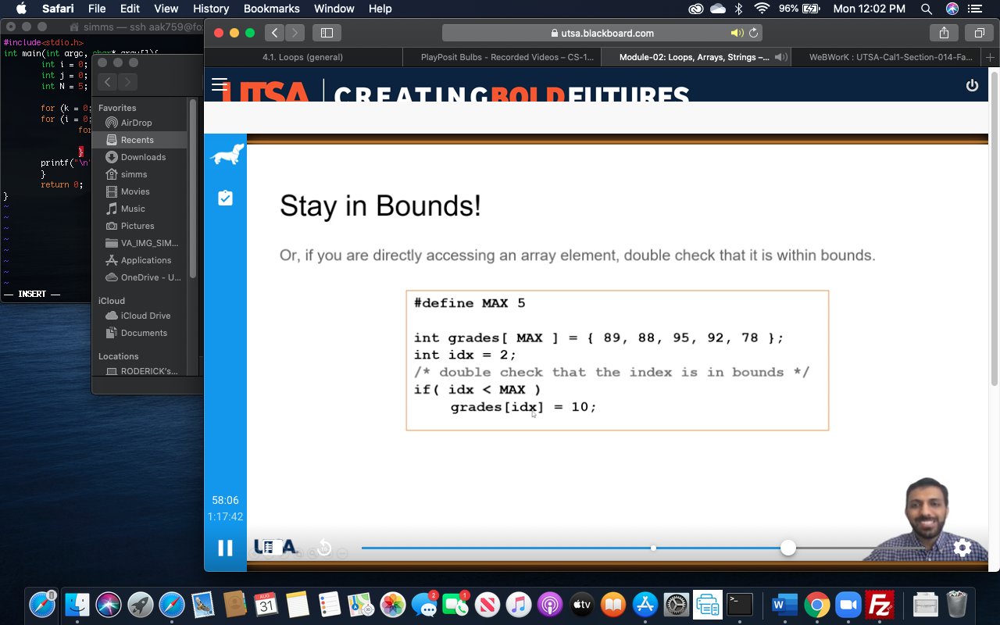 Safari File Edit View History Bookmarks Window Help
96% Mon 12:02 PM
simms — ssh aak759@fo
utsa.blackboard.com
4.1. Loops (general)
PlayPosit Bulbs - Recorded Videos – CS-1...
Module-02: Loops, Arrays, Strings –...
WeBWorK : UTSA-Cal1-Section-014-Fa...
#include<stdio.h>
int main(int argc, char* argv[]){
int i = 0;
int j = 0;
int N = 5;
for (k = 0;
for (i = 0;
for
}
printf("\n"
}
return 0;
}
~
~
~
~
~
~
~
~
-- INSERT --
Favorites
AirDrop
Recents
Downloads
simms
Movies
Music
Pictures
VA_IMG_SIM...
Applications
OneDrive - U...
iCloud
iCloud Drive
Documents
Locations
RODERICK's...
UTSA CREATINGBOLDFUTURES
Stay in Bounds!
Or, if you are directly accessing an array element, double check that it is within bounds.
#define MAX 5
int grades[ MAX ] = { 89, 88, 95, 92, 78 };
int idx = 2;
/* double check that the index is in bounds */
if( idx < MAX )
grades[idx] = 10;
58:06
1:17:42
UTSA
AUG
31
2
1
tv
W
FZ